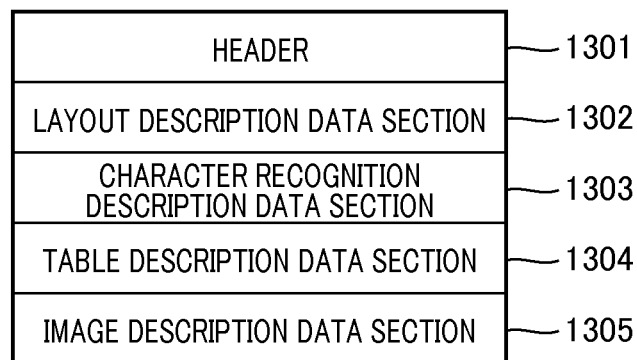 HEADER 1301
LAYOUT DESCRIPTION DATA SECTION 1302
CHARACTER RECOGNITION
DESCRIPTION DATA SECTION 1303
TABLE DESCRIPTION DATA SECTION 1304
IMAGE DESCRIPTION DATA SECTION 1305